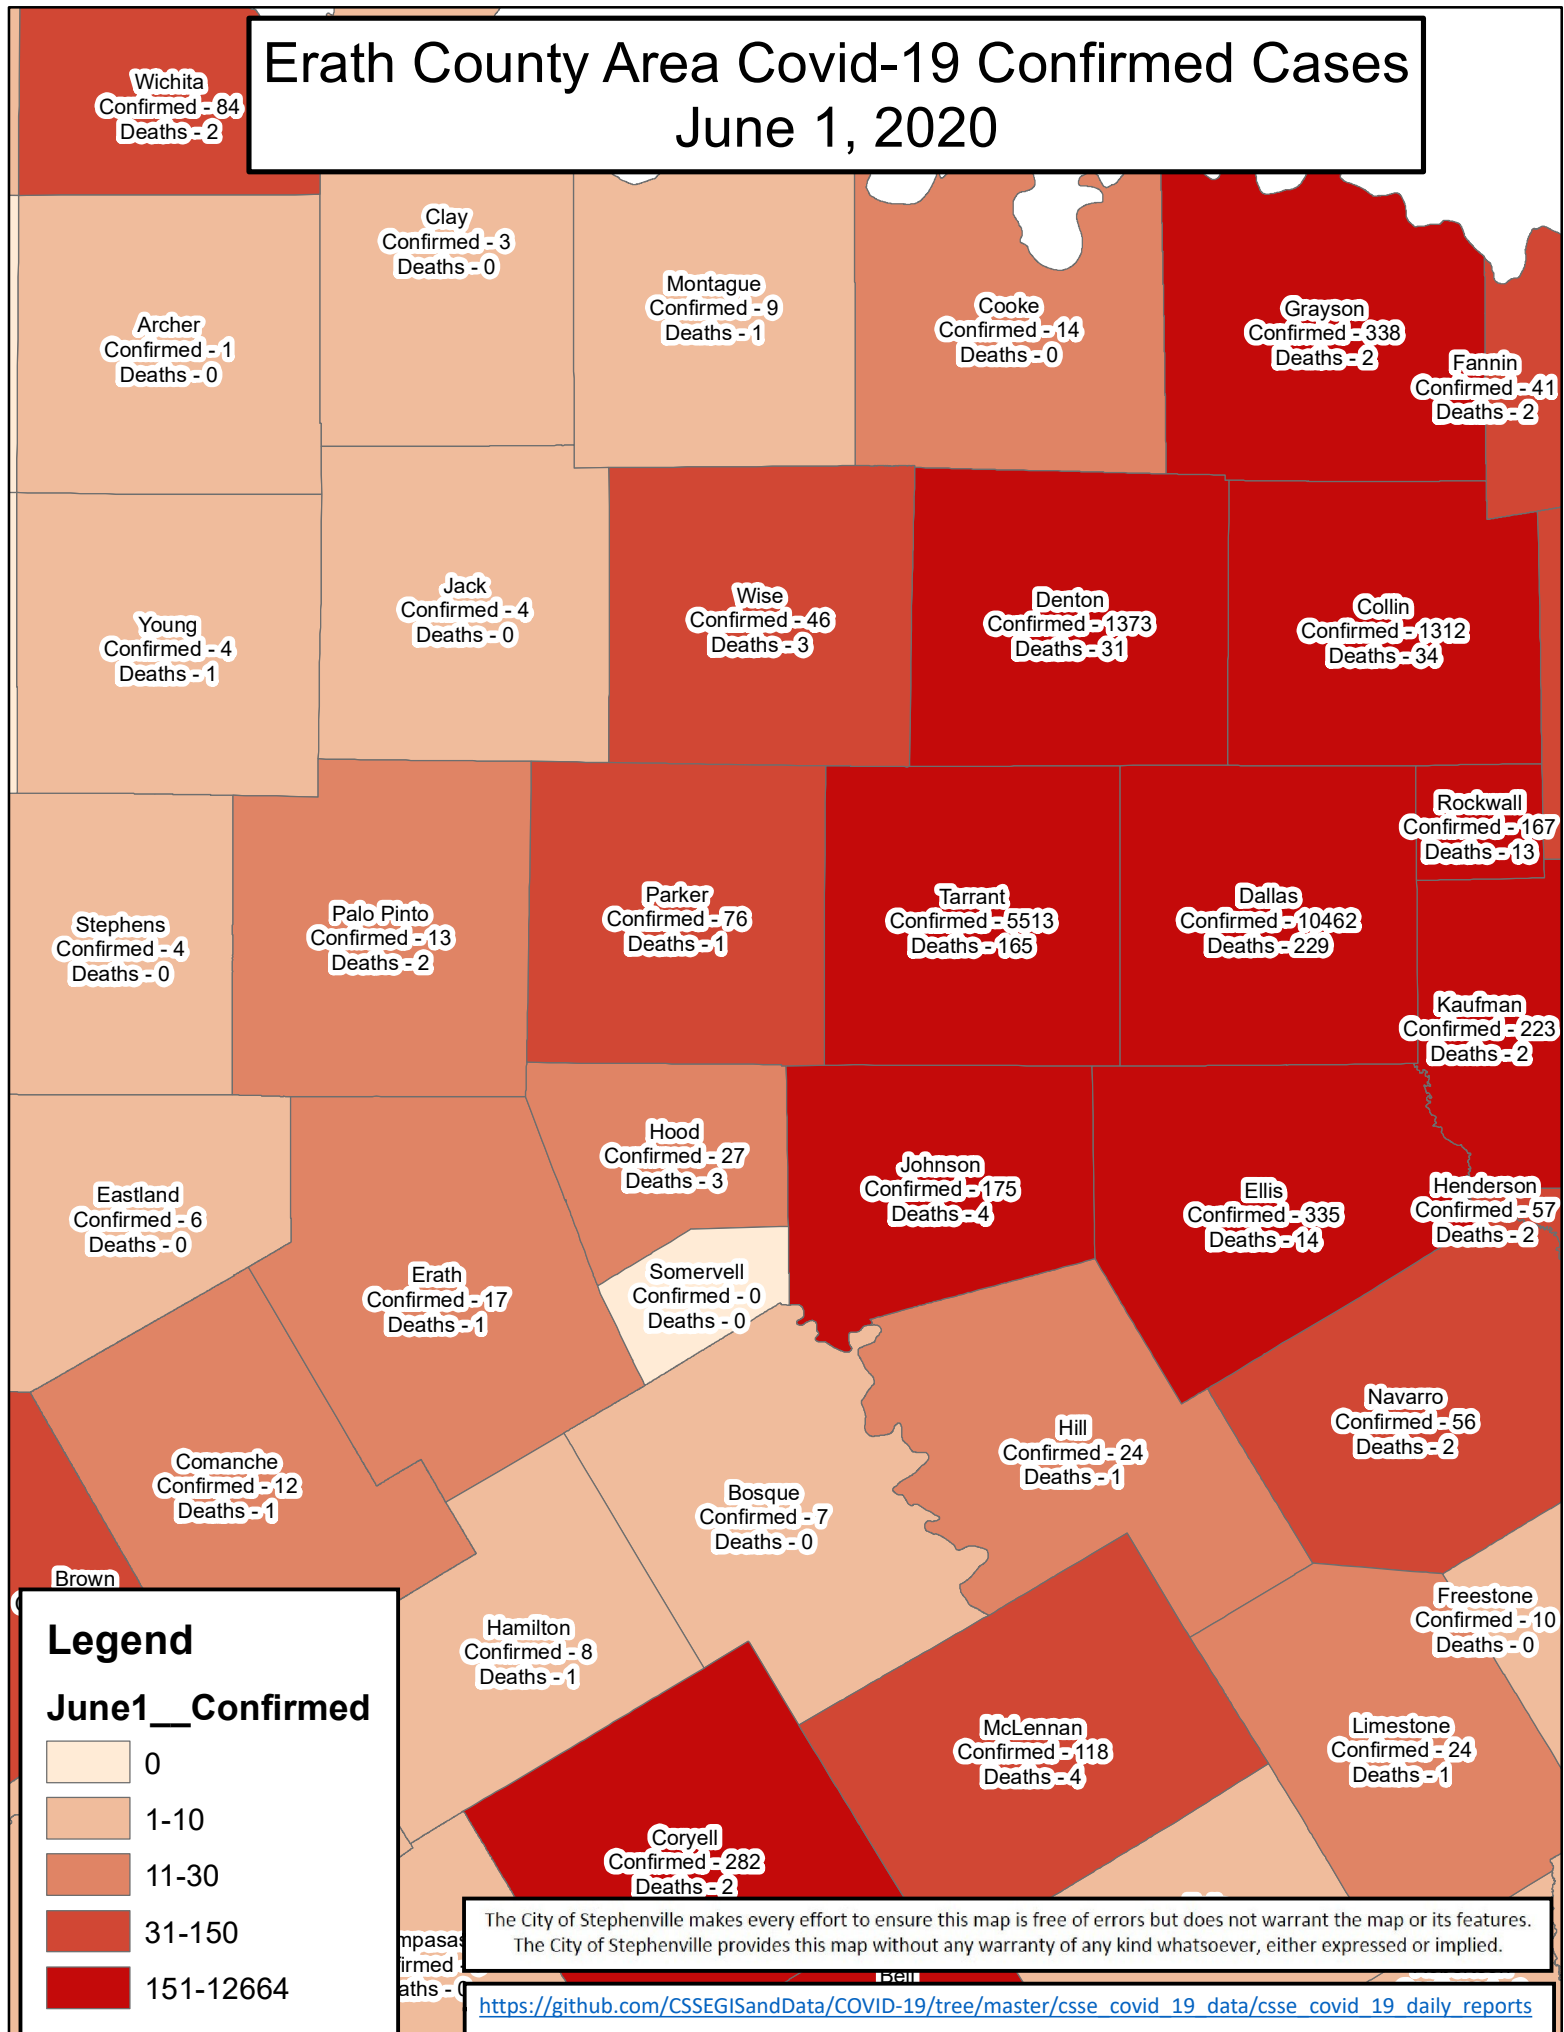 Erath County Area Covid-19 Confirmed Cases
June 1, 2020
Wichita
Confirmed - 84
Deaths - 2
Clay
Confirmed - 3
Deaths - 0
Montague
Confirmed - 9
Deaths - 1
Cooke
Confirmed - 14
Deaths - 0
Grayson
Confirmed - 338
Deaths - 2
Archer
Confirmed - 1
Deaths - 0
Fannin
Confirmed - 41
Deaths - 2
Young
Confirmed - 4
Deaths - 1
Jack
Confirmed - 4
Deaths - 0
Wise
Confirmed - 46
Deaths - 3
Denton
Confirmed - 1373
Deaths - 31
Collin
Confirmed - 1312
Deaths - 34
Rockwall
Confirmed - 167
Deaths - 13
Stephens
Confirmed - 4
Deaths - 0
Palo Pinto
Confirmed - 13
Deaths - 2
Parker
Confirmed - 76
Deaths - 1
Tarrant
Confirmed - 5513
Deaths - 165
Dallas
Confirmed - 10462
Deaths - 229
Kaufman
Confirmed - 223
Deaths - 2
Eastland
Confirmed - 6
Deaths - 0
Hood
Confirmed - 27
Deaths - 3
Johnson
Confirmed - 175
Deaths - 4
Ellis
Confirmed - 335
Deaths - 14
Henderson
Confirmed - 57
Deaths - 2
Erath
Confirmed - 17
Deaths - 1
Somervell
Confirmed - 0
Deaths - 0
Navarro
Confirmed - 56
Deaths - 2
Comanche
Confirmed - 12
Deaths - 1
Bosque
Confirmed - 7
Deaths - 0
Hill
Confirmed - 24
Deaths - 1
Brown
Hamilton
Confirmed - 8
Deaths - 1
Freestone
Confirmed - 10
Deaths - 0
McLennan
Confirmed - 118
Deaths - 4
Limestone
Confirmed - 24
Deaths - 1
Coryell
Confirmed - 282
Deaths - 2
mpasas
firmed -
aths - 0
Bell
Legend
June1__Confirmed
0
1-10
11-30
31-150
151-12664
The City of Stephenville makes every effort to ensure this map is free of errors but does not warrant the map or its features.
The City of Stephenville provides this map without any warranty of any kind whatsoever, either expressed or implied.
https://github.com/CSSEGISandData/COVID-19/tree/master/csse_covid_19_data/csse_covid_19_daily_reports